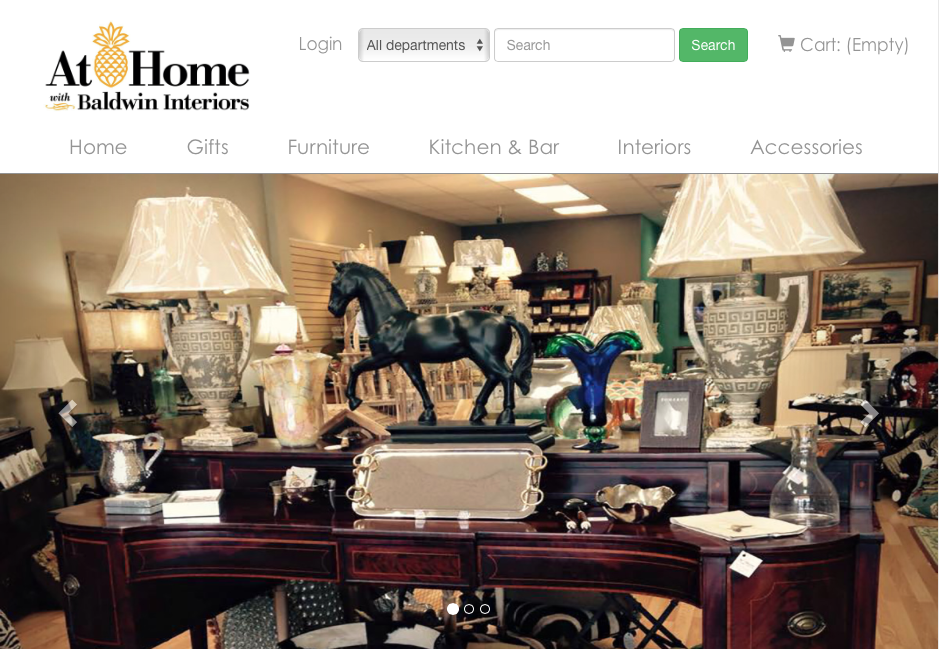 At Home
with Baldwin Interiors
Login
All departments
Search
Search
Cart: (Empty)
Home
Gifts
Furniture
Kitchen & Bar
Interiors
Accessories